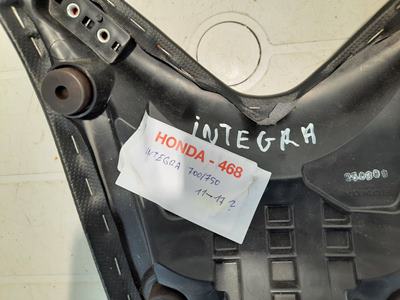 INTEGRA
HONDA - 468
INTEGRA 700/750
11-17?